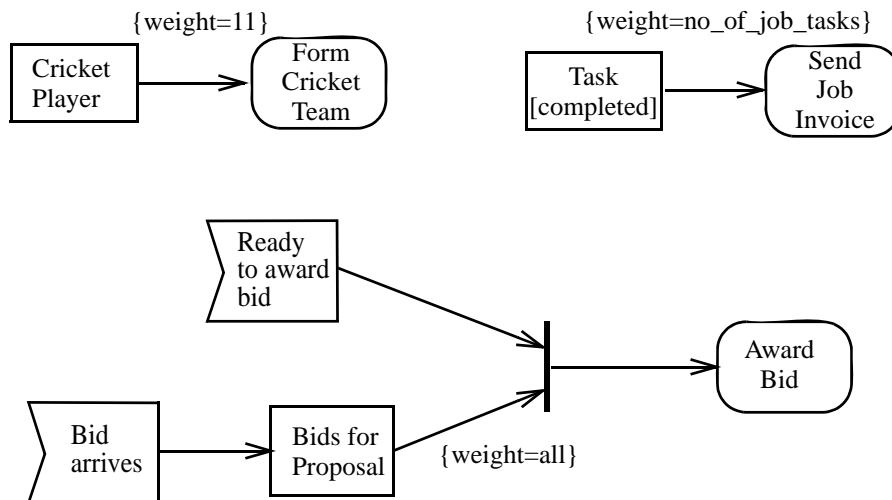 {weight=11}
Cricket
Player
Form
Cricket
Team
{weight=no_of_job_tasks}
Task
[completed]
Send
Job
Invoice
Ready
to award
bid
Award
Bid
Bid
arrives
Bids for
Proposal
{weight=all}